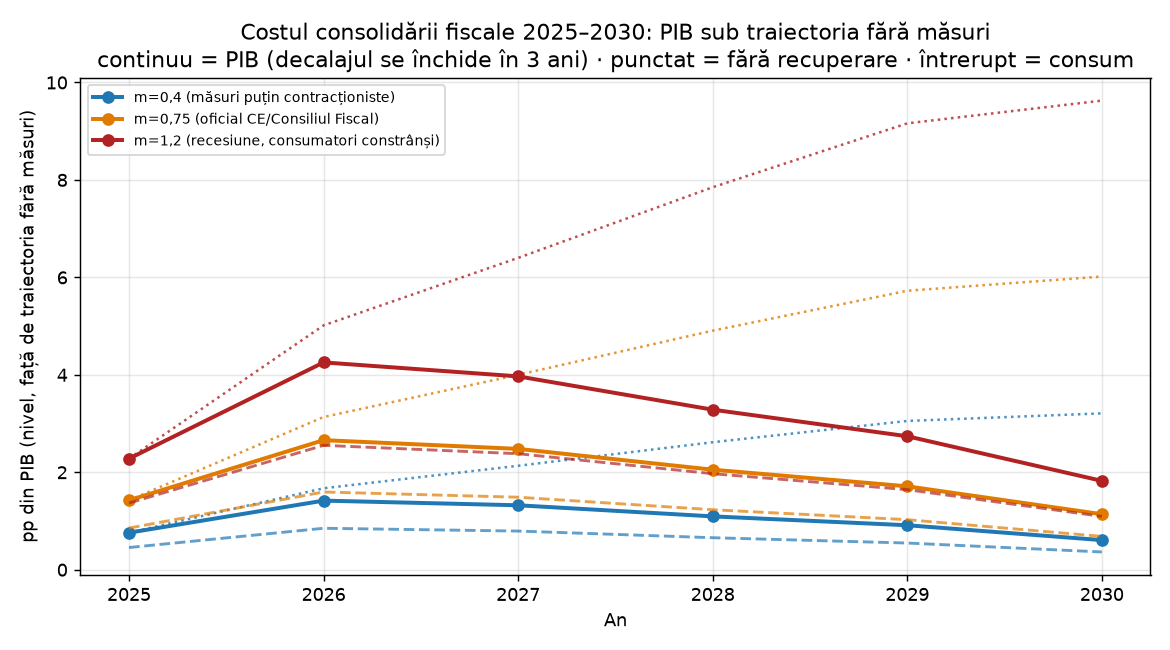 Costul consolidării fiscale 2025–2030: PIB sub traiectoria fără măsuri
continuu = PIB (decalajul se închide în 3 ani) · punctat = fără recuperare · întrerupt = consum
pp din PIB (nivel, față de traiectoria fără măsuri)
10
8
6
4
2
0
m=0,4 (măsuri puțin contracționiste)
m=0,75 (oficial CE/Consiliul Fiscal)
m=1,2 (recesiune, consumatori constrânși)
2025 2026 2027 2028 2029 2030
An